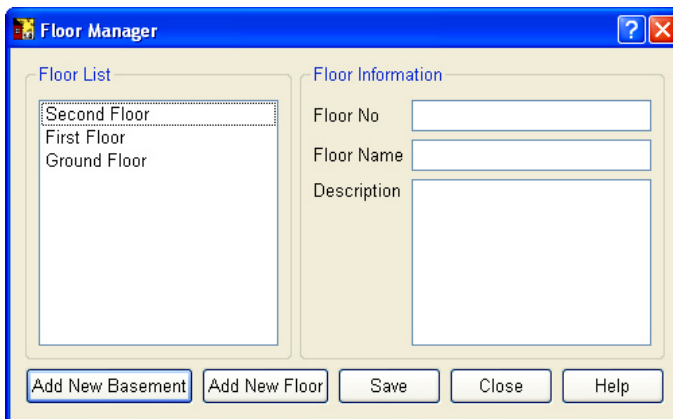 Floor Manager
?
Floor List
Second Floor
First Floor
Ground Floor
Floor Information
Floor No
Floor Name
Description
Add New Basement
Add New Floor
Save
Close
Help